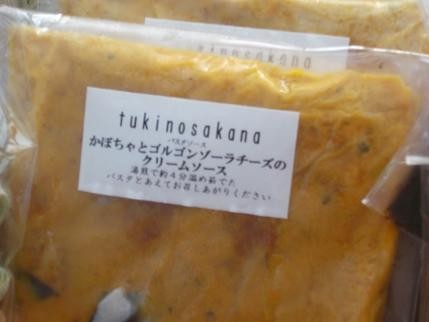 tukinosakana
tukinosakana
パスタソース
かぼちゃとゴルゴンゾーラチーズの
クリームソース
湯煎で約4分温め茹でた
パスタとあえてお召しあがりください